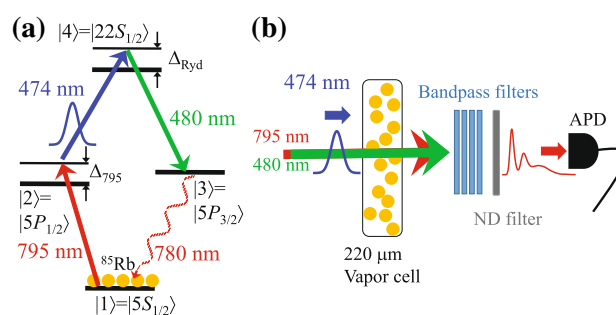 (a)
|4⟩=|22S1/2⟩
ΔRyd
474 nm
480 nm
Δ795
|2⟩=
|5P1/2⟩
|3⟩=
|5P3/2⟩
795 nm
780 nm
85Rb
|1⟩=|5S1/2⟩
(b)
474 nm
795 nm
480 nm
220 μm
Vapor cell
Bandpass filters
ND filter
APD